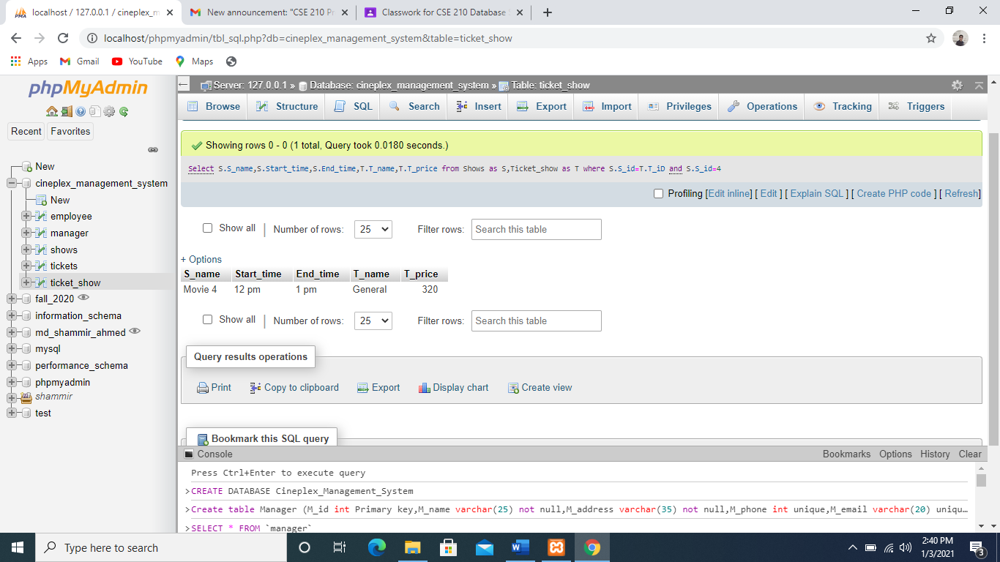 localhost / 127.0.0.1 / cineplex_m
New announcement: "CSE 210 Pr
Classwork for CSE 210 Database
localhost/phpmyadmin/tbl_sql.php?db=cineplex_management_system&table=ticket_show
Apps Gmail YouTube Maps
phpMyAdmin
Recent Favorites
New
cineplex_management_system
New
employee
manager
shows
tickets
ticket_show
fall_2020
information_schema
md_shammir_ahmed
mysql
performance_schema
phpmyadmin
shammir
test
Server: 127.0.0.1 » Database: cineplex_management_system » Table: ticket_show
Browse Structure SQL Search Insert Export Import Privileges Operations Tracking Triggers
Showing rows 0 - 0 (1 total, Query took 0.0180 seconds.)
Select S.S_name,S.Start_time,S.End_time,T.T_name,T.T_price from Shows as S,Ticket_show as T where S.S_id=T.T_iD and S.S_id=4
Profiling [Edit inline] [ Edit ] [ Explain SQL ] [ Create PHP code ] [ Refresh]
Show all | Number of rows: 25 Filter rows: Search this table
+ Options
S_name Start_time End_time T_name T_price
Movie 4 12 pm 1 pm General 320
Show all | Number of rows: 25 Filter rows: Search this table
Query results operations
Print Copy to clipboard Export Display chart Create view
Bookmark this SQL query
Console Bookmarks Options History Clear
Press Ctrl+Enter to execute query
>CREATE DATABASE Cineplex_Management_System
>Create table Manager (M_id int Primary key,M_name varchar(25) not null,M_address varchar(35) not null,M_phone int unique,M_email varchar(20) uniqu…
>SELECT * FROM `manager`
Type here to search
2:40 PM
1/3/2021
3